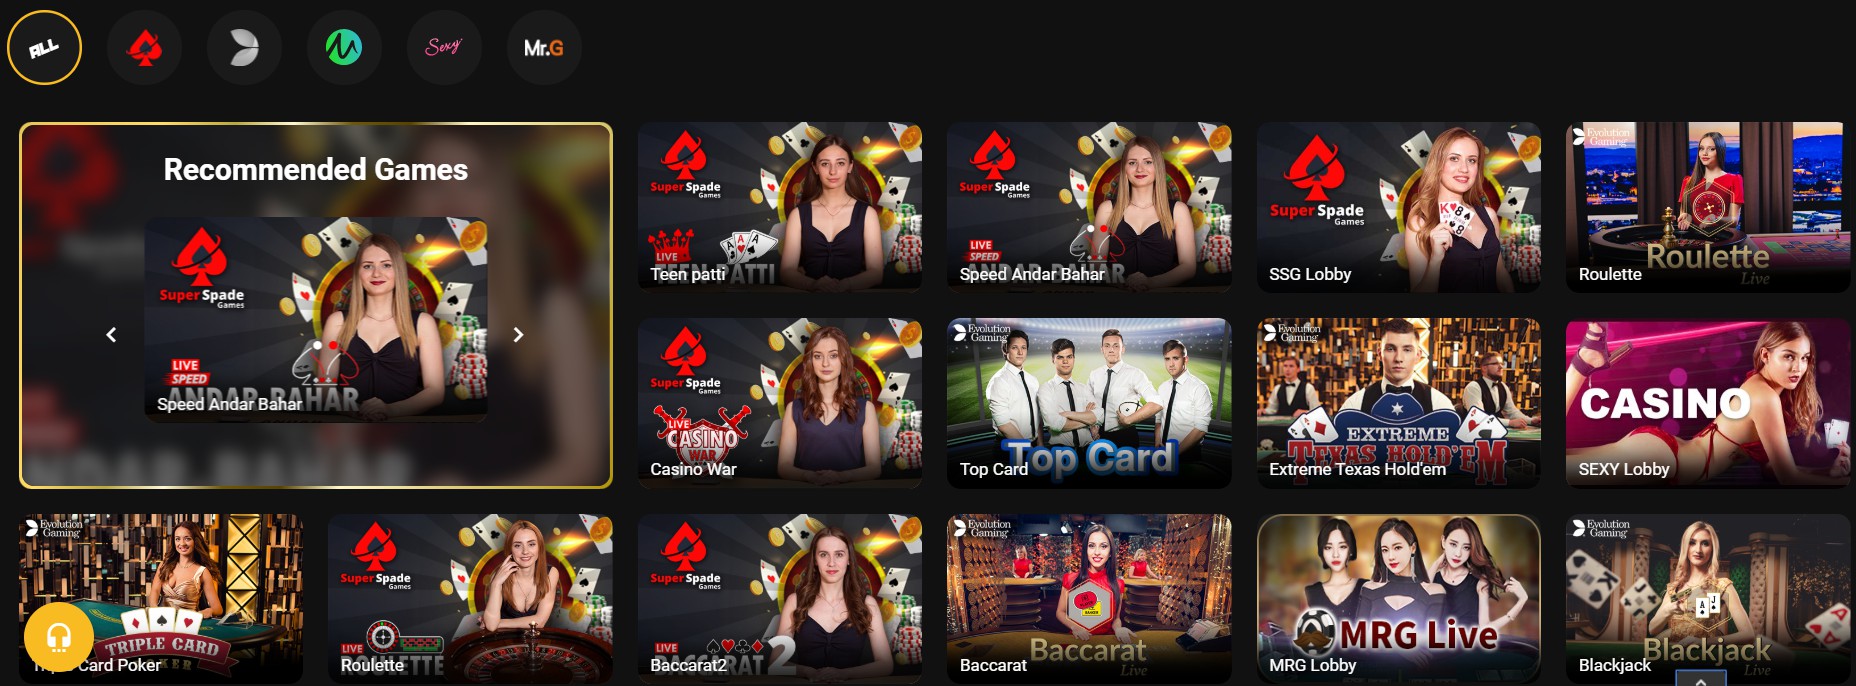 ALL
Sexy
Mr.G
Recommended Games
Super Spade
Games
LIVE
SPEED
ANDAR BAHAR
Speed Andar Bahar
Super Spade
Games
LIVE
TEEN PATTI
Teen patti
Super Spade
Games
LIVE
SPEED
ANDAR BAHAR
Speed Andar Bahar
Super Spade
Games
SSG Lobby
Evolution
Gaming
Roulette
Live
Roulette
Super Spade
Games
LIVE
CASINO
WAR
Casino War
Evolution
Gaming
Top Card
Top Card
Evolution
Gaming
EXTREME
TEXAS HOLD'EM
Extreme Texas Hold'em
CASINO
SEXY Lobby
Evolution
Gaming
TRIPLE CARD
POKER
Triple Card Poker
Super Spade
Games
LIVE
ROULETTE
Roulette
Super Spade
Games
LIVE
BACCARAT 2
Baccarat2
Evolution
Gaming
BANKER
Baccarat
Live
Baccarat
MRG Live
MRG Lobby
Evolution
Gaming
Blackjack
Live
Blackjack